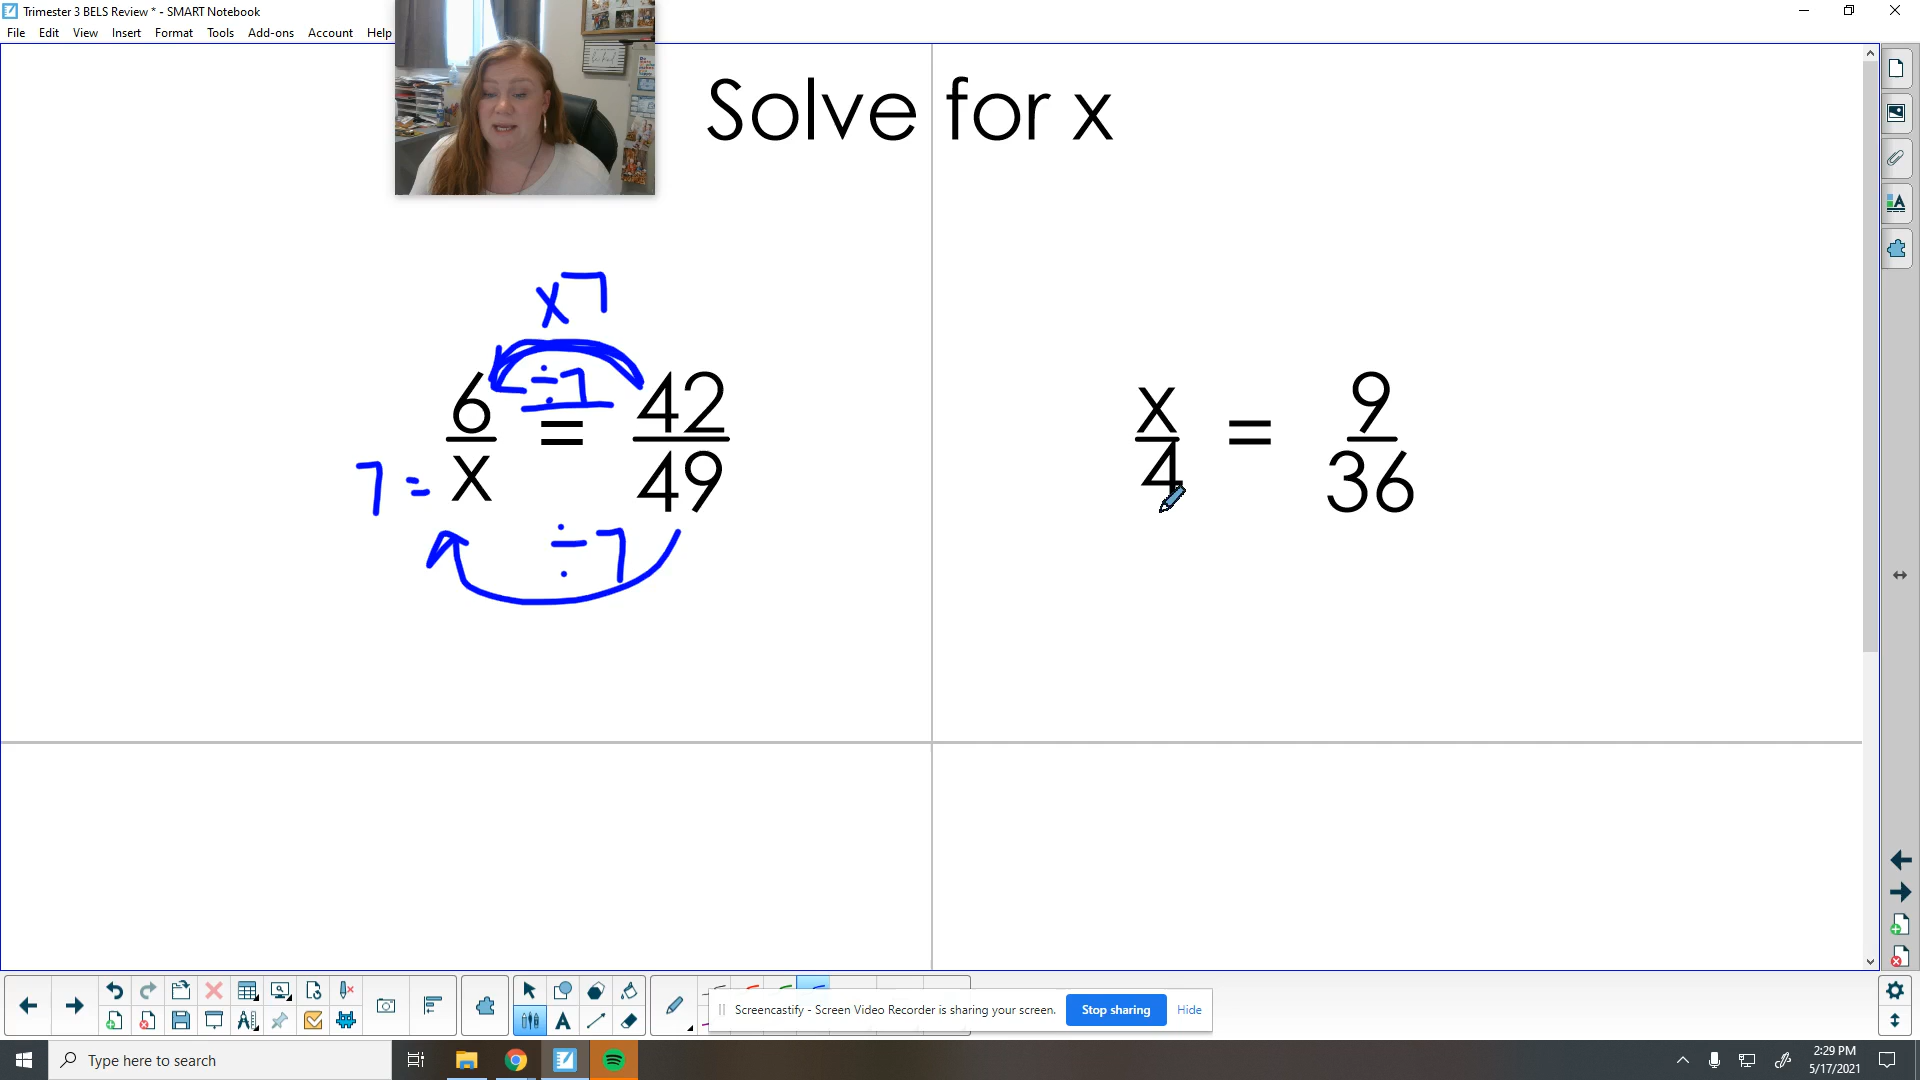 Trimester 3 BELS Review * - SMART Notebook
File Edit View Insert Format Tools Add-ons Account Help
Solve for x
x7
÷7
6/x = 42/49
7 =
÷7
x/4 = 9/36
Screencastify - Screen Video Recorder is sharing your screen. Stop sharing Hide
Type here to search
2:29 PM
5/17/2021